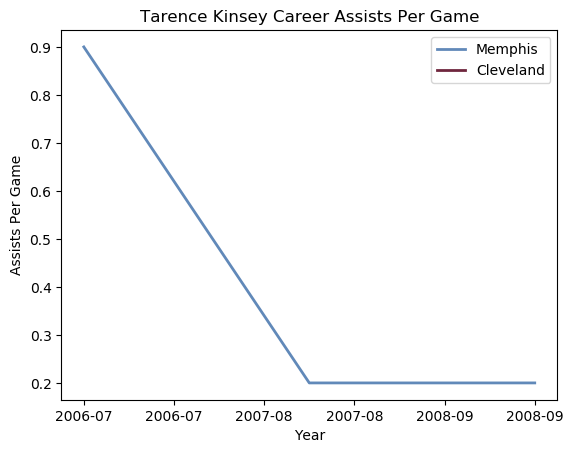 Tarence Kinsey Career Assists Per Game
Memphis
Cleveland
0.9
0.8
0.7
0.6
0.5
0.4
0.3
0.2
Assists Per Game
2006-07 2006-07 2007-08 2007-08 2008-09 2008-09
Year